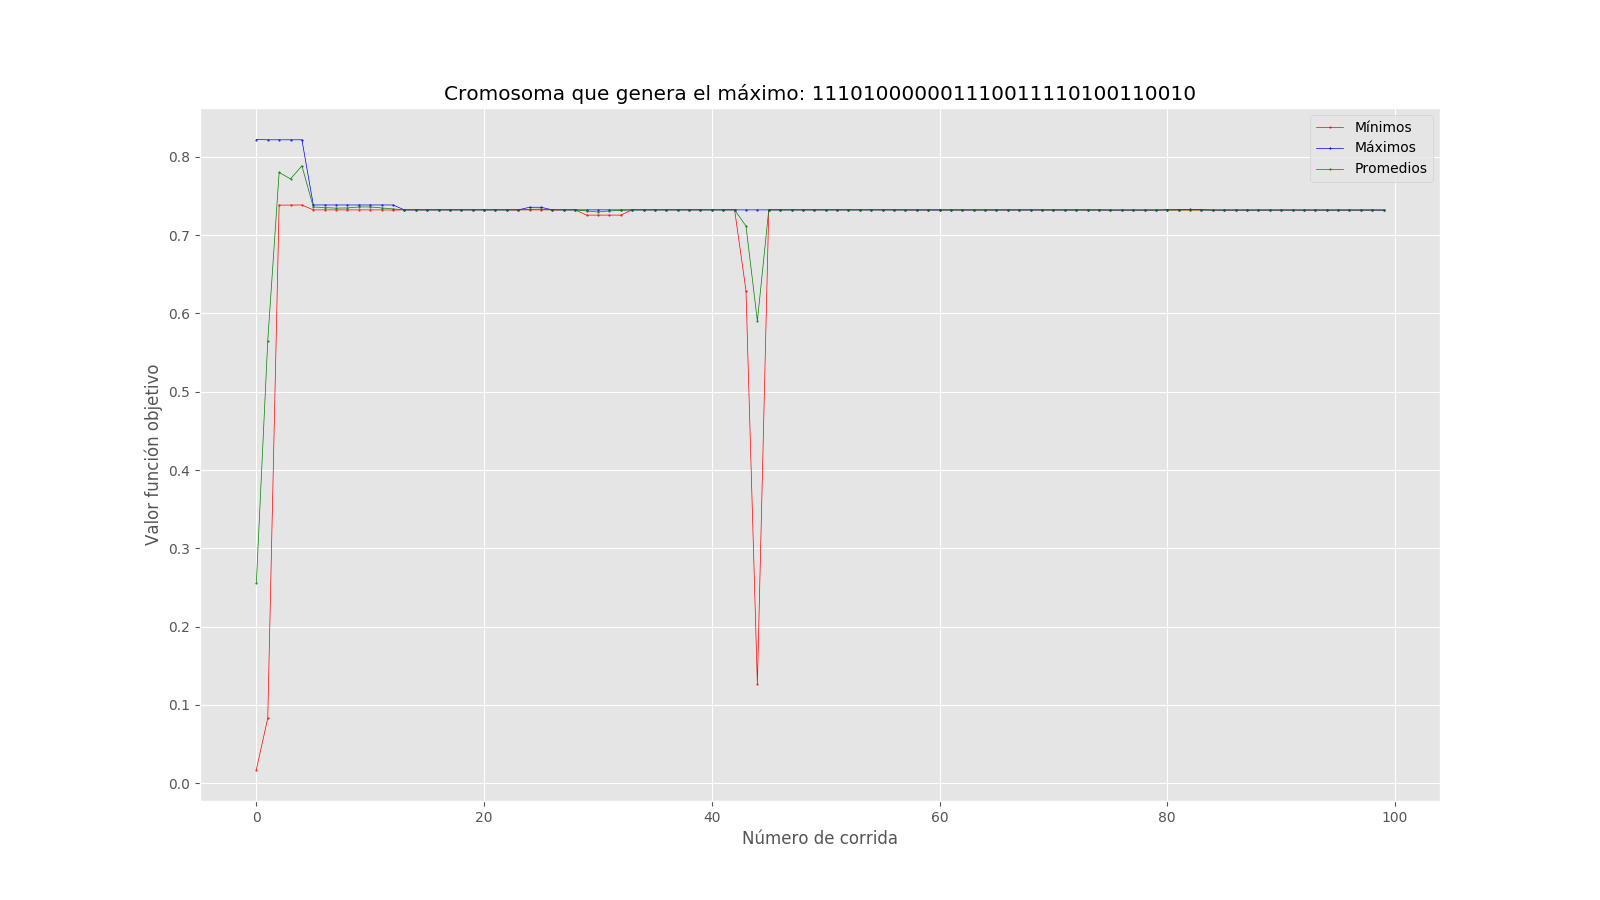 Cromosoma que genera el máximo: 111010000001110011110100110010
Mínimos
Máximos
Promedios
Valor función objetivo
0.8
0.7
0.6
0.5
0.4
0.3
0.2
0.1
0.0
0 20 40 60 80 100
Número de corrida